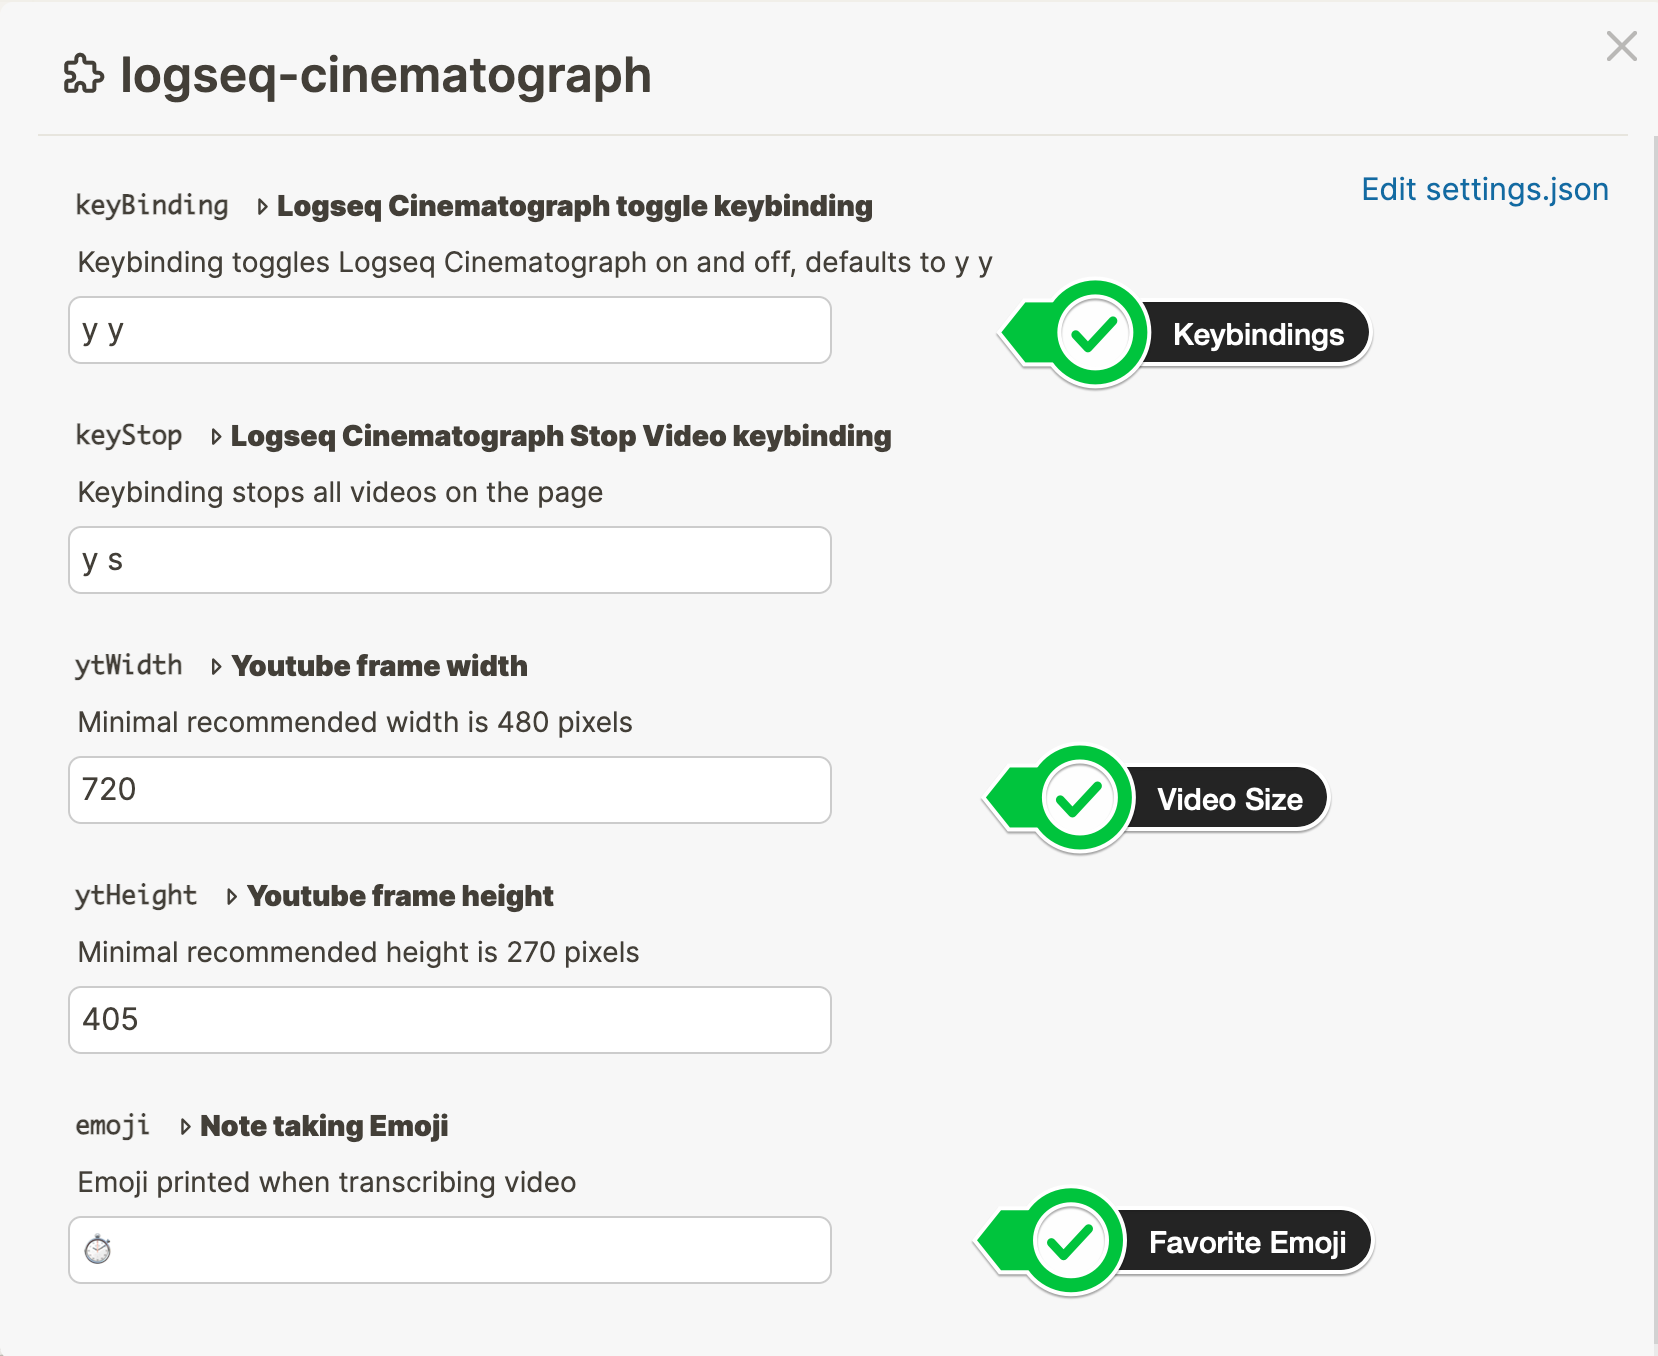 logseq-cinematograph
Edit settings.json
keyBinding Logseq Cinematograph toggle keybinding
Keybinding toggles Logseq Cinematograph on and off, defaults to y y
y y
Keybindings
keyStop Logseq Cinematograph Stop Video keybinding
Keybinding stops all videos on the page
y s
ytWidth Youtube frame width
Minimal recommended width is 480 pixels
720
Video Size
ytHeight Youtube frame height
Minimal recommended height is 270 pixels
405
emoji Note taking Emoji
Emoji printed when transcribing video
⏱
Favorite Emoji